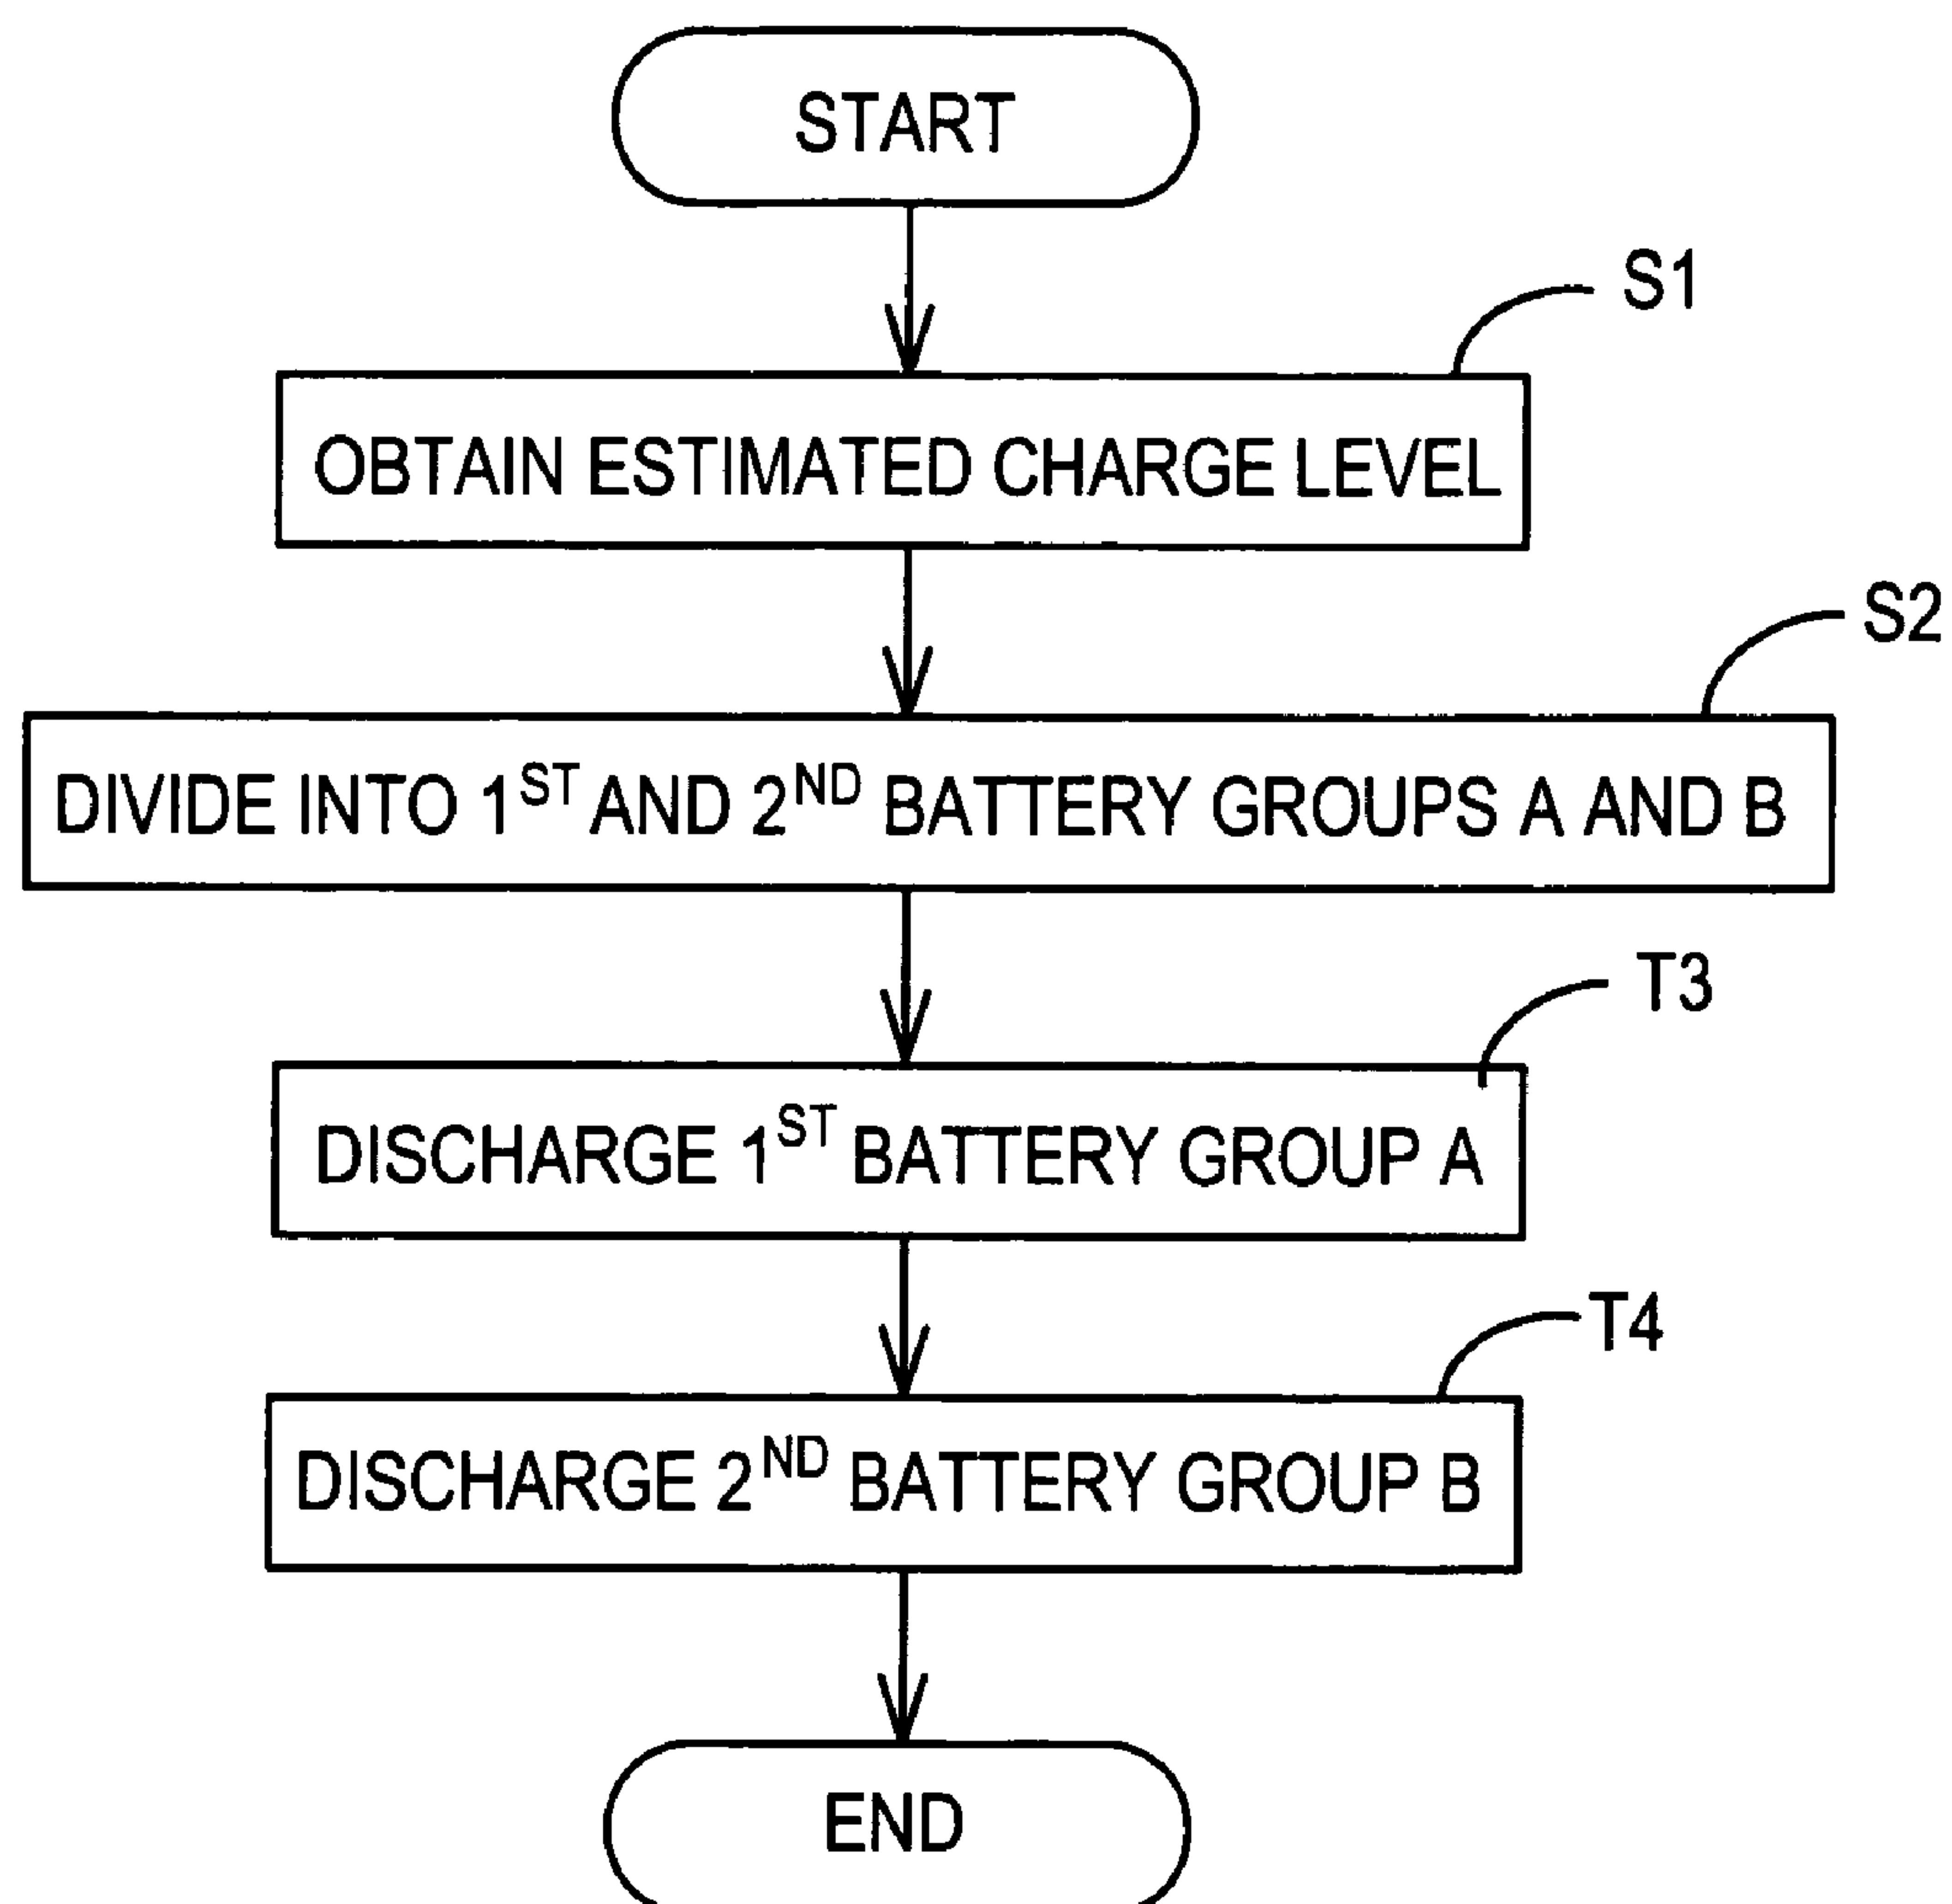 START
S1
OBTAIN ESTIMATED CHARGE LEVEL
S2
DIVIDE INTO 1ST AND 2ND BATTERY GROUPS A AND B
T3
DISCHARGE 1ST BATTERY GROUP A
T4
DISCHARGE 2ND BATTERY GROUP B
END